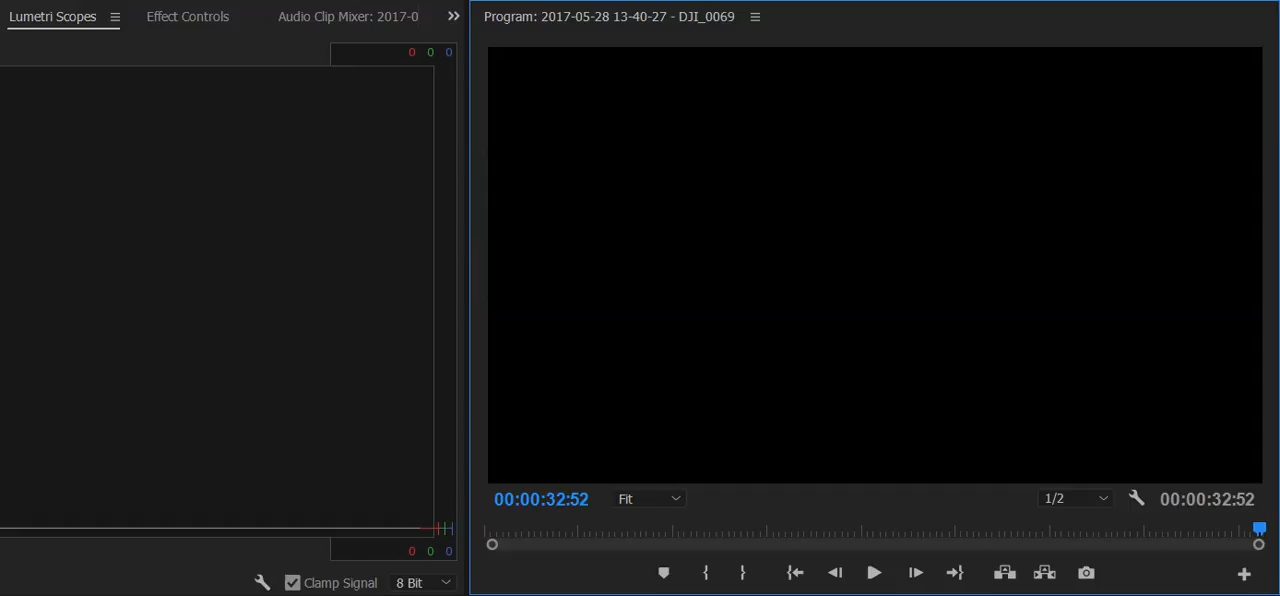 Lumetri Scopes
Effect Controls
Audio Clip Mixer: 2017-0
Program: 2017-05-28 13-40-27 - DJI_0069
0 0 0
00:00:32:52
Fit
1/2
00:00:32:52
0 0 0
Clamp Signal
8 Bit